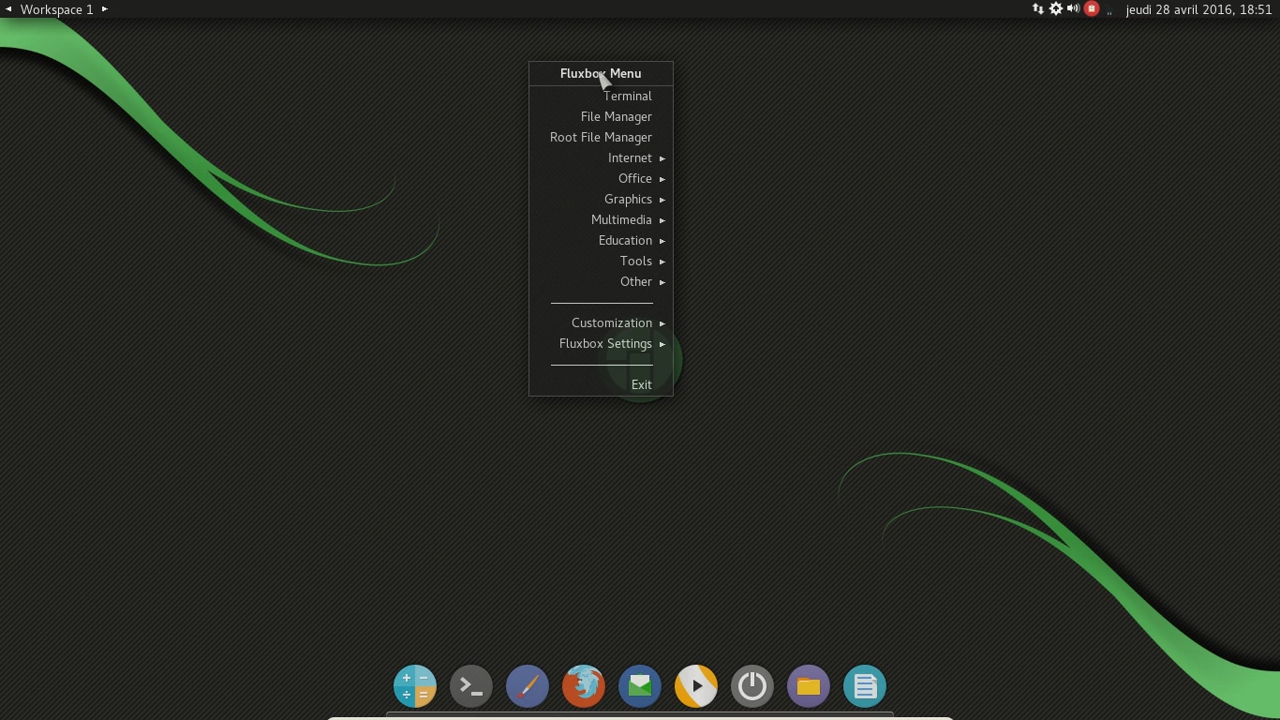 Workspace 1
jeudi 28 avril 2016, 18:51
Fluxbox Menu
Terminal
File Manager
Root File Manager
Internet
Office
Graphics
Multimedia
Education
Tools
Other
Customization
Fluxbox Settings
Exit